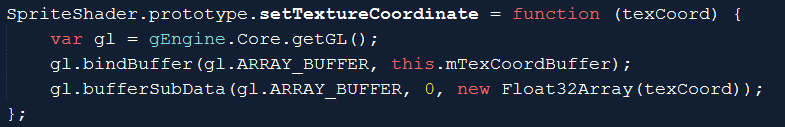 SpriteShader.prototype.setTextureCoordinate = function (texCoord) {
    var gl = gEngine.Core.getGL();
    gl.bindBuffer(gl.ARRAY_BUFFER, this.mTexCoordBuffer);
    gl.bufferSubData(gl.ARRAY_BUFFER, 0, new Float32Array(texCoord));
};